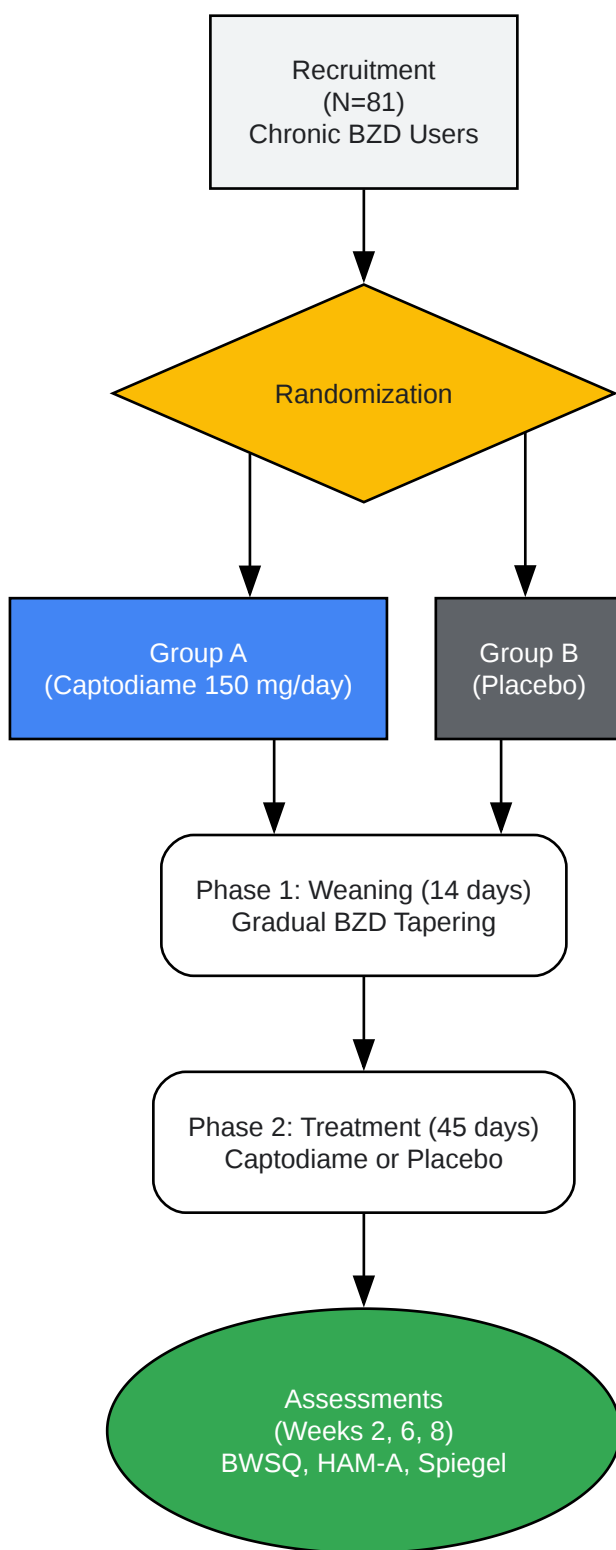 Recruitment
(N=81)
Chronic BZD Users
Randomization
Group A
(Captodiame 150 mg/day)
Group B
(Placebo)
Phase 1: Weaning (14 days)
Gradual BZD Tapering
Phase 2: Treatment (45 days)
Captodiame or Placebo
Assessments
(Weeks 2, 6, 8)
BWSQ, HAM-A, Spiegel